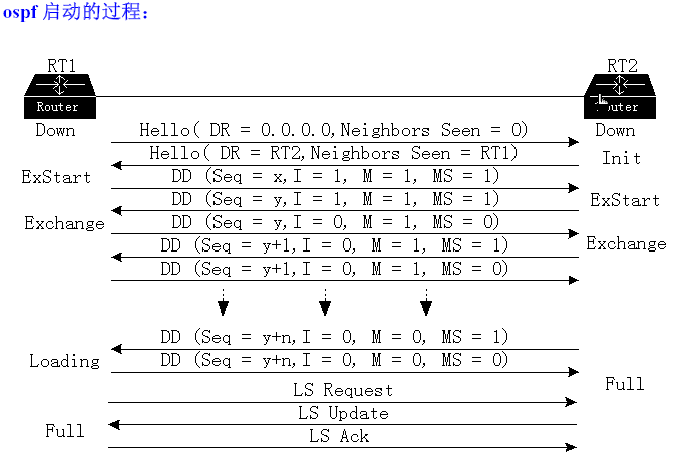 ospf 启动的过程：
RT1 RT2
Router Router
Down Hello( DR = 0.0.0.0,Neighbors Seen = 0) Down
Hello( DR = RT2,Neighbors Seen = RT1) Init
ExStart DD (Seq = x,I = 1, M = 1, MS = 1)
DD (Seq = y,I = 1, M = 1, MS = 1) ExStart
Exchange DD (Seq = y,I = 0, M = 1, MS = 0)
DD (Seq = y+1,I = 0, M = 1, MS = 1) Exchange
DD (Seq = y+1,I = 0, M = 1, MS = 0)
DD (Seq = y+n,I = 0, M = 0, MS = 1)
Loading DD (Seq = y+n,I = 0, M = 0, MS = 0)
LS Request Full
LS Update
Full LS Ack